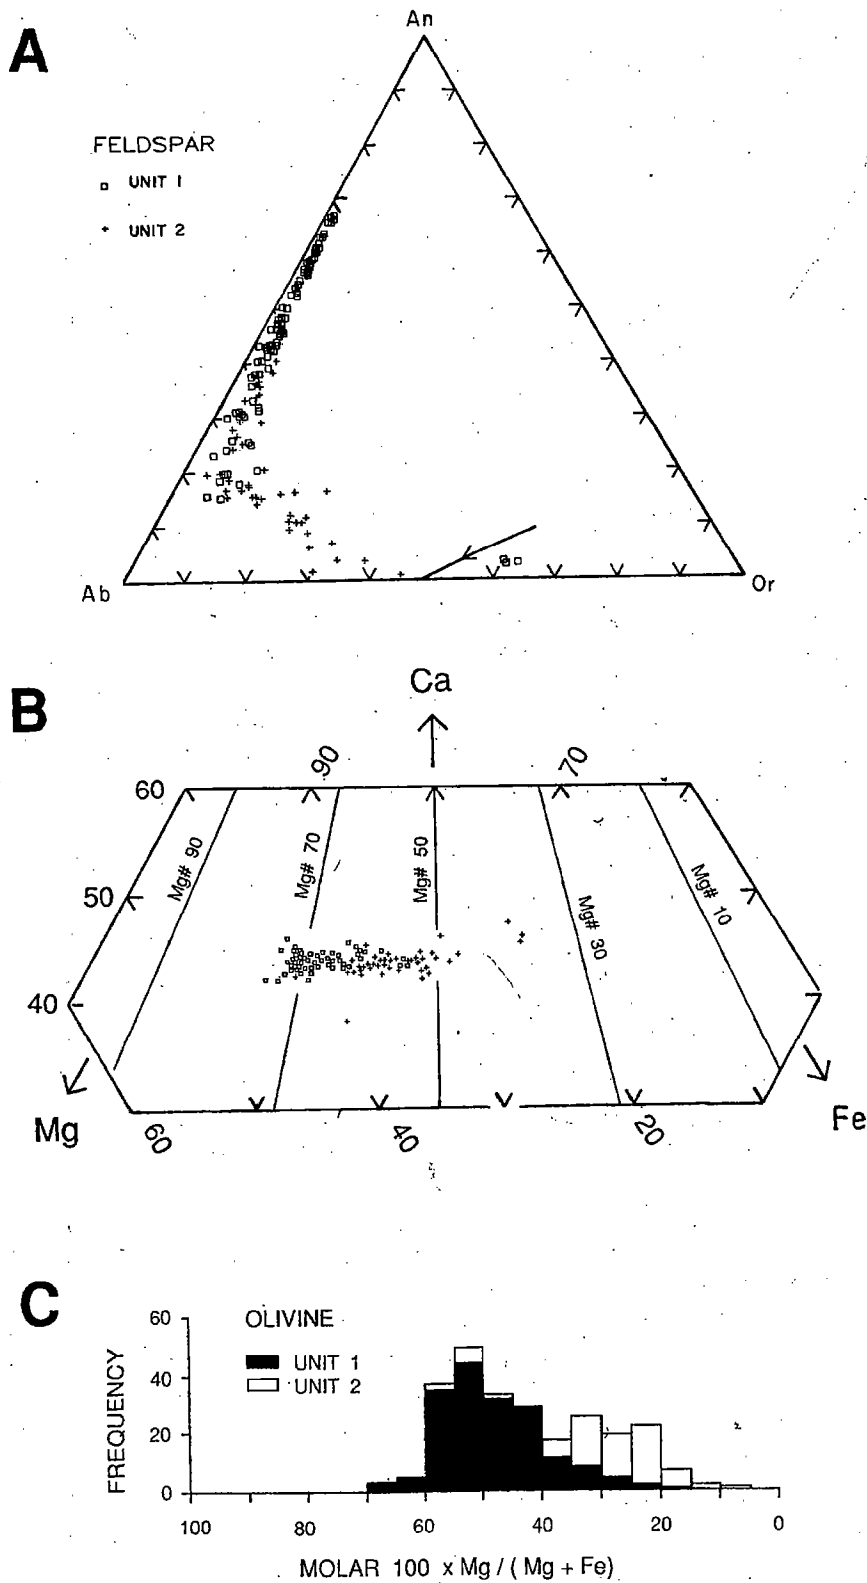 A
An
FELDSPAR
UNIT 1
UNIT 2
Ab
Or
B
Ca
90
70
60
50
40
Mg# 90
Mg# 70
Mg# 50
Mg# 30
Mg# 10
Mg
Fe
60
40
20
C
OLIVINE
UNIT 1
UNIT 2
FREQUENCY
60
40
20
0
100
80
60
40
20
0
MOLAR 100 x Mg / ( Mg + Fe)